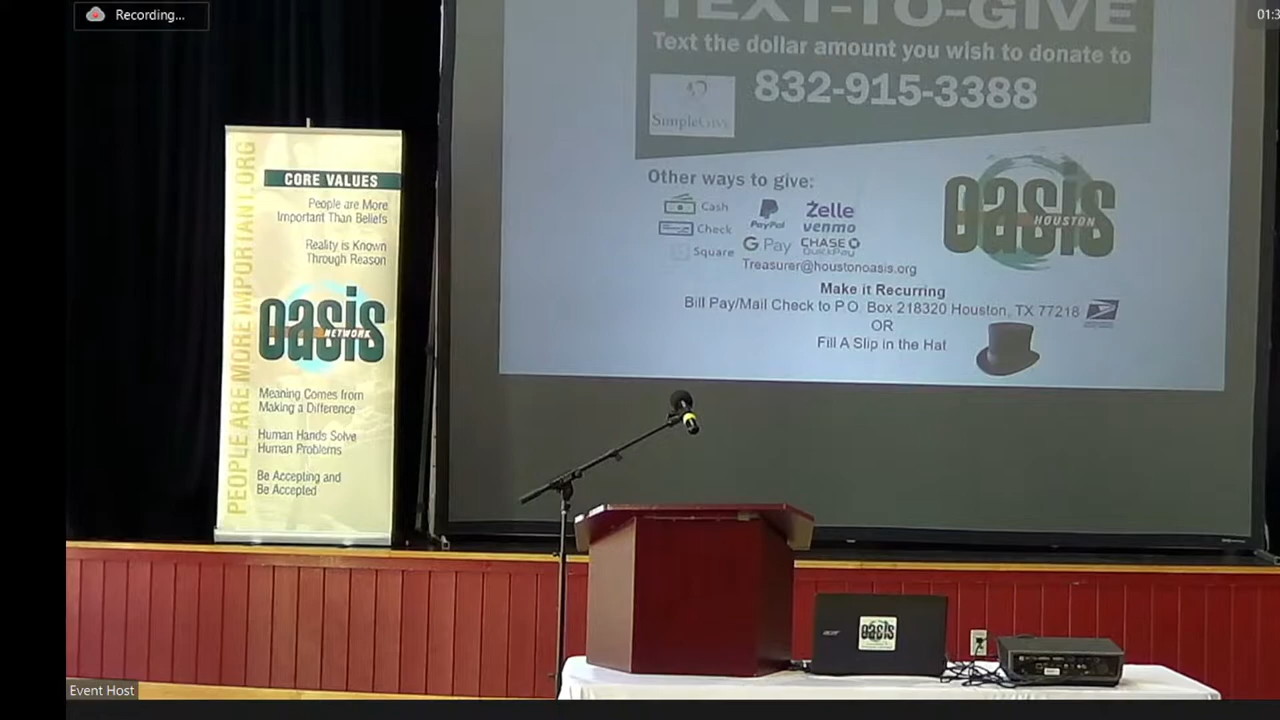 Recording...
01:3
TEXT-TO-GIVE
Text the dollar amount you wish to donate to
832-915-3388
SimpleGive
Other ways to give:
Cash
PayPal
Żelle
venmo
Check
G Pay
CHASE
QuickPay
Square
Treasurer@houstonoasis.org
Make it Recurring
Bill Pay/Mail Check to P.O. Box 218320 Houston, TX 77218
OR
Fill A Slip in the Hat
oasis
HOUSTON
PEOPLE ARE MORE IMPORTANT.ORG
CORE VALUES
People are More
Important Than Beliefs
Reality is Known
Through Reason
oasis
NETWORK
Meaning Comes from
Making a Difference
Human Hands Solve
Human Problems
Be Accepting and
Be Accepted
acer
oasis
Event Host